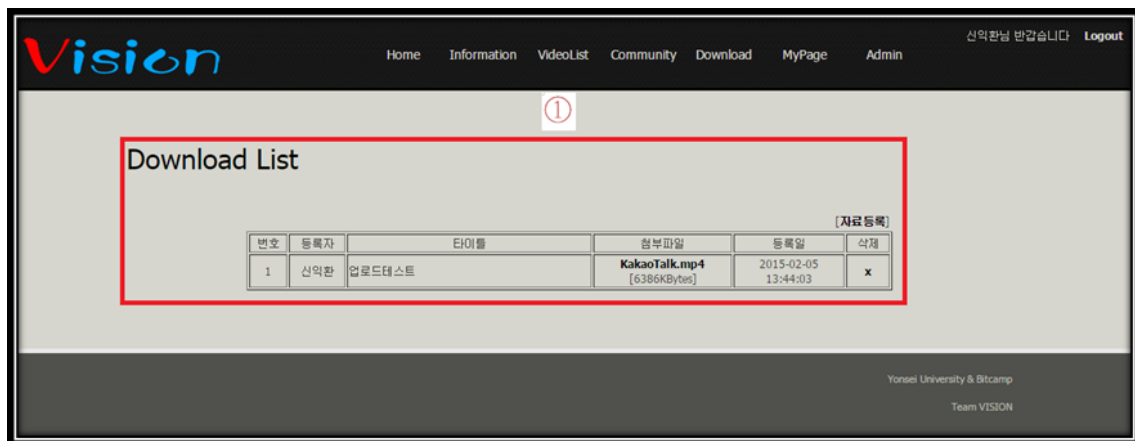 신익환님 반갑습니다 Logout
Vision
Home Information VideoList Community Download MyPage Admin
①
Download List
[자료등록]
번호 등록자 타이틀 첨부파일 등록일 삭제
1 신익환 업로드테스트 KakaoTalk.mp4 2015-02-05 x
[6386KBytes] 13:44:03
Yonsei University & Bitcamp
Team VISION